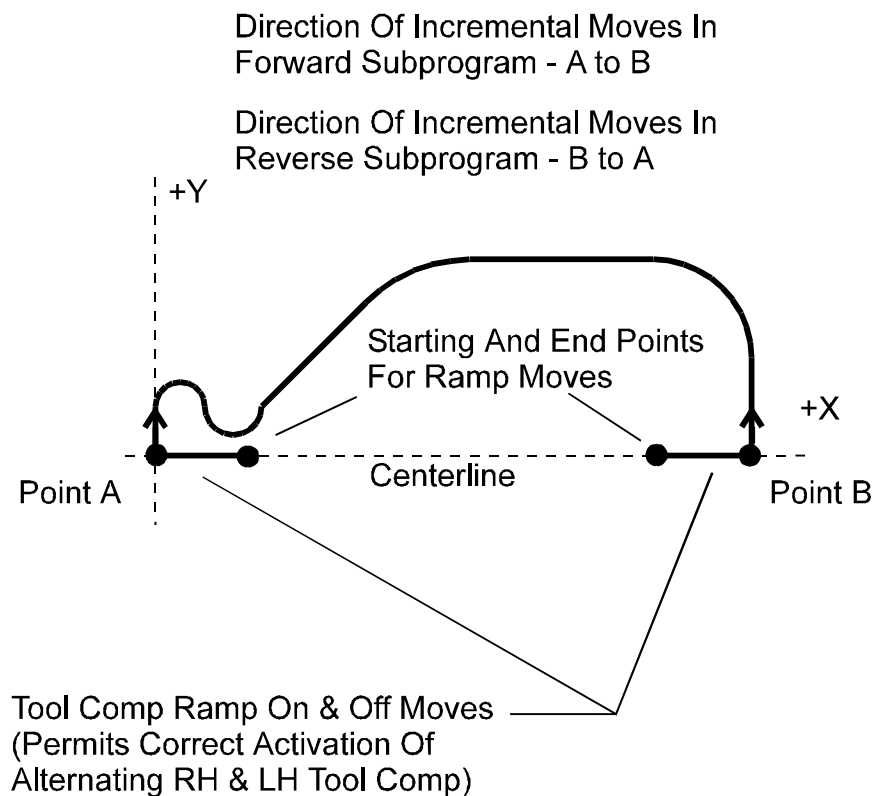 Direction Of Incremental Moves In
Forward Subprogram - A to B
Direction Of Incremental Moves In
Reverse Subprogram - B to A
+Y
Starting And End Points
For Ramp Moves
+X
Centerline
Point A
Point B
Tool Comp Ramp On & Off Moves
(Permits Correct Activation Of
Alternating RH & LH Tool Comp)